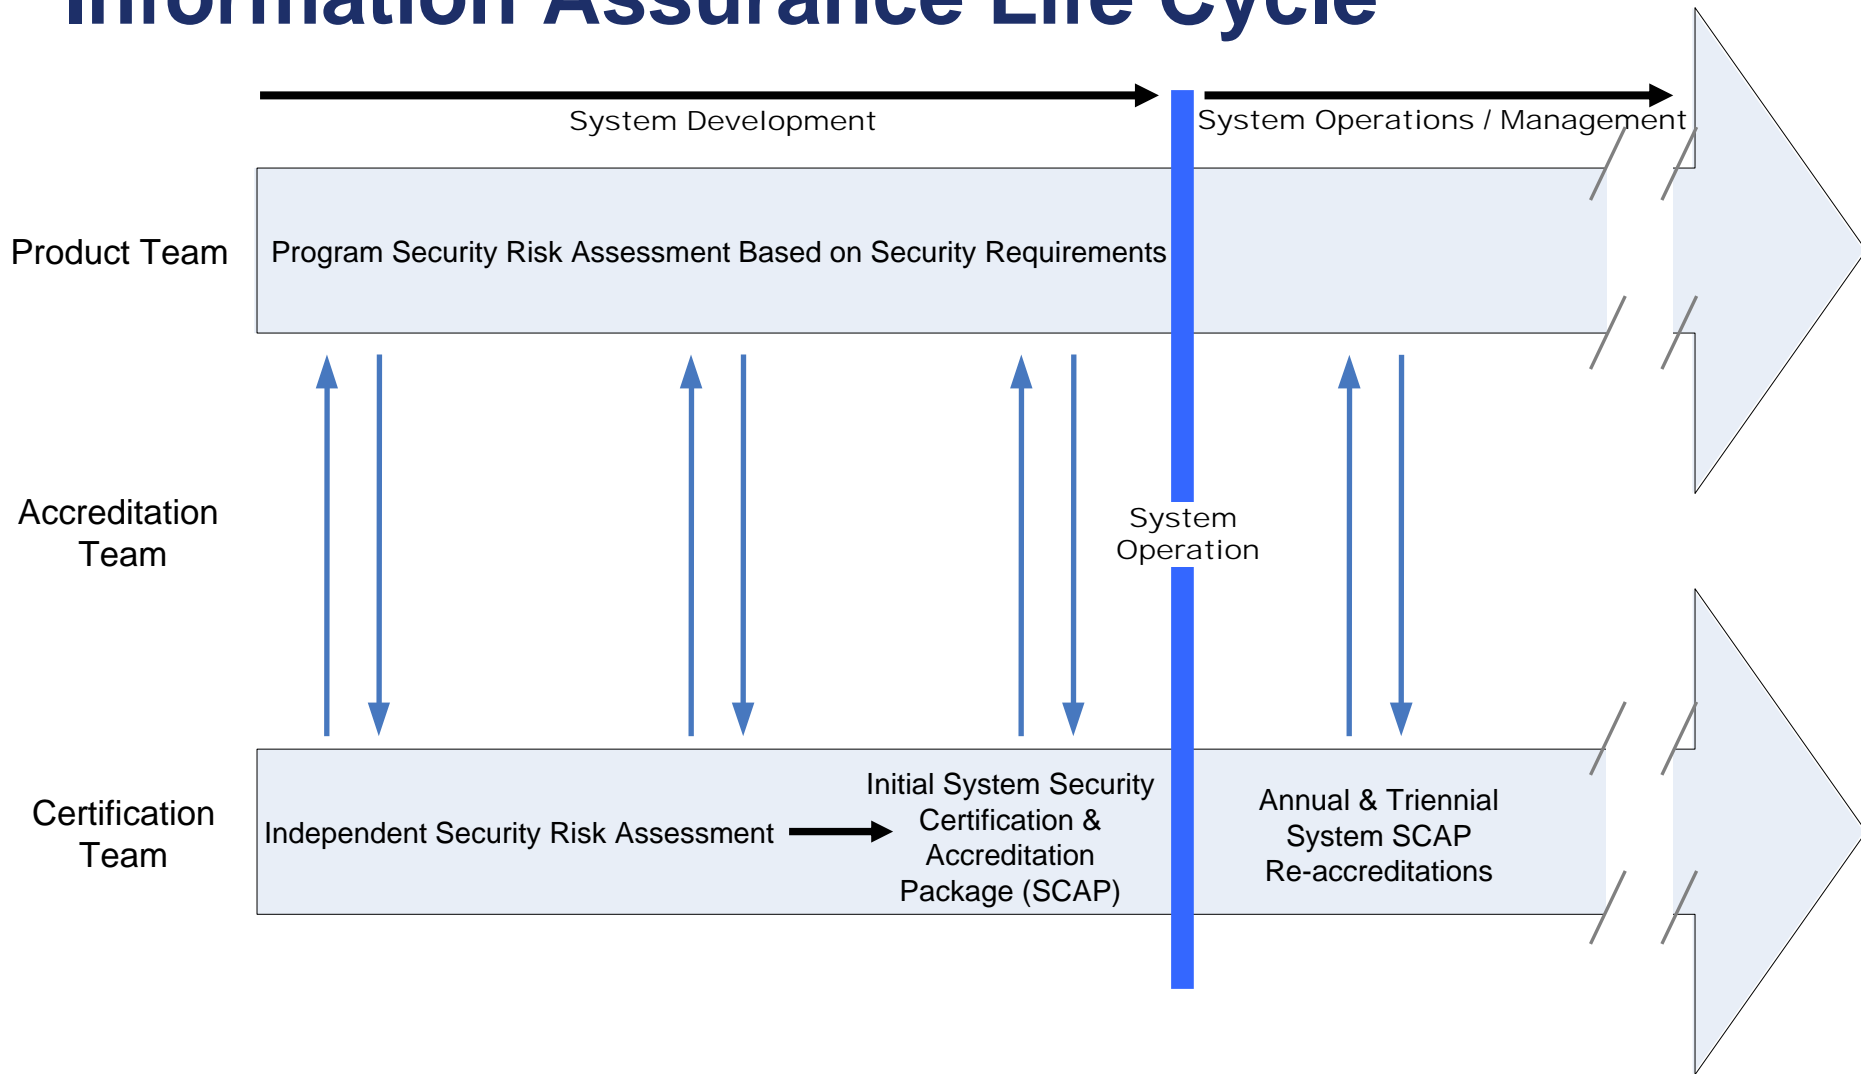 Information Assurance Life Cycle
System Development
System Operations / Management
Product Team
Program Security Risk Assessment Based on Security Requirements
Accreditation
Team
System
Operation
Certification
Team
Independent Security Risk Assessment
Initial System Security
Certification &
Accreditation
Package (SCAP)
Annual & Triennial
System SCAP
Re-accreditations